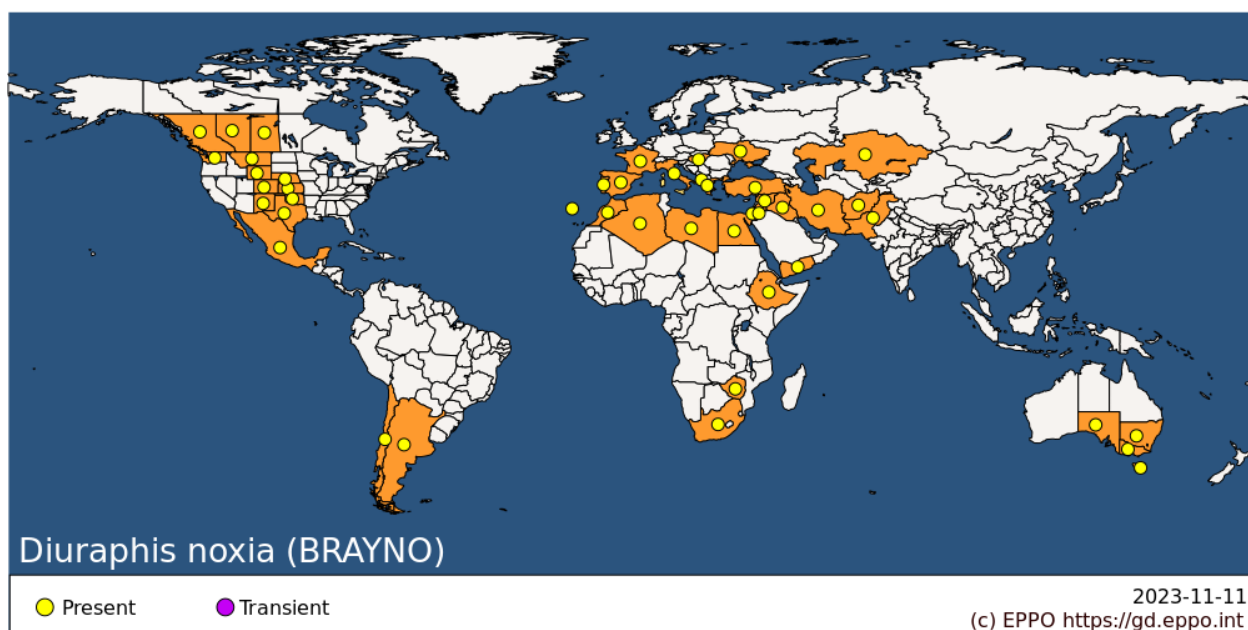 Diuraphis noxia (BRAYNO)
Present
Transient
2023-11-11
(c) EPPO https://gd.eppo.int